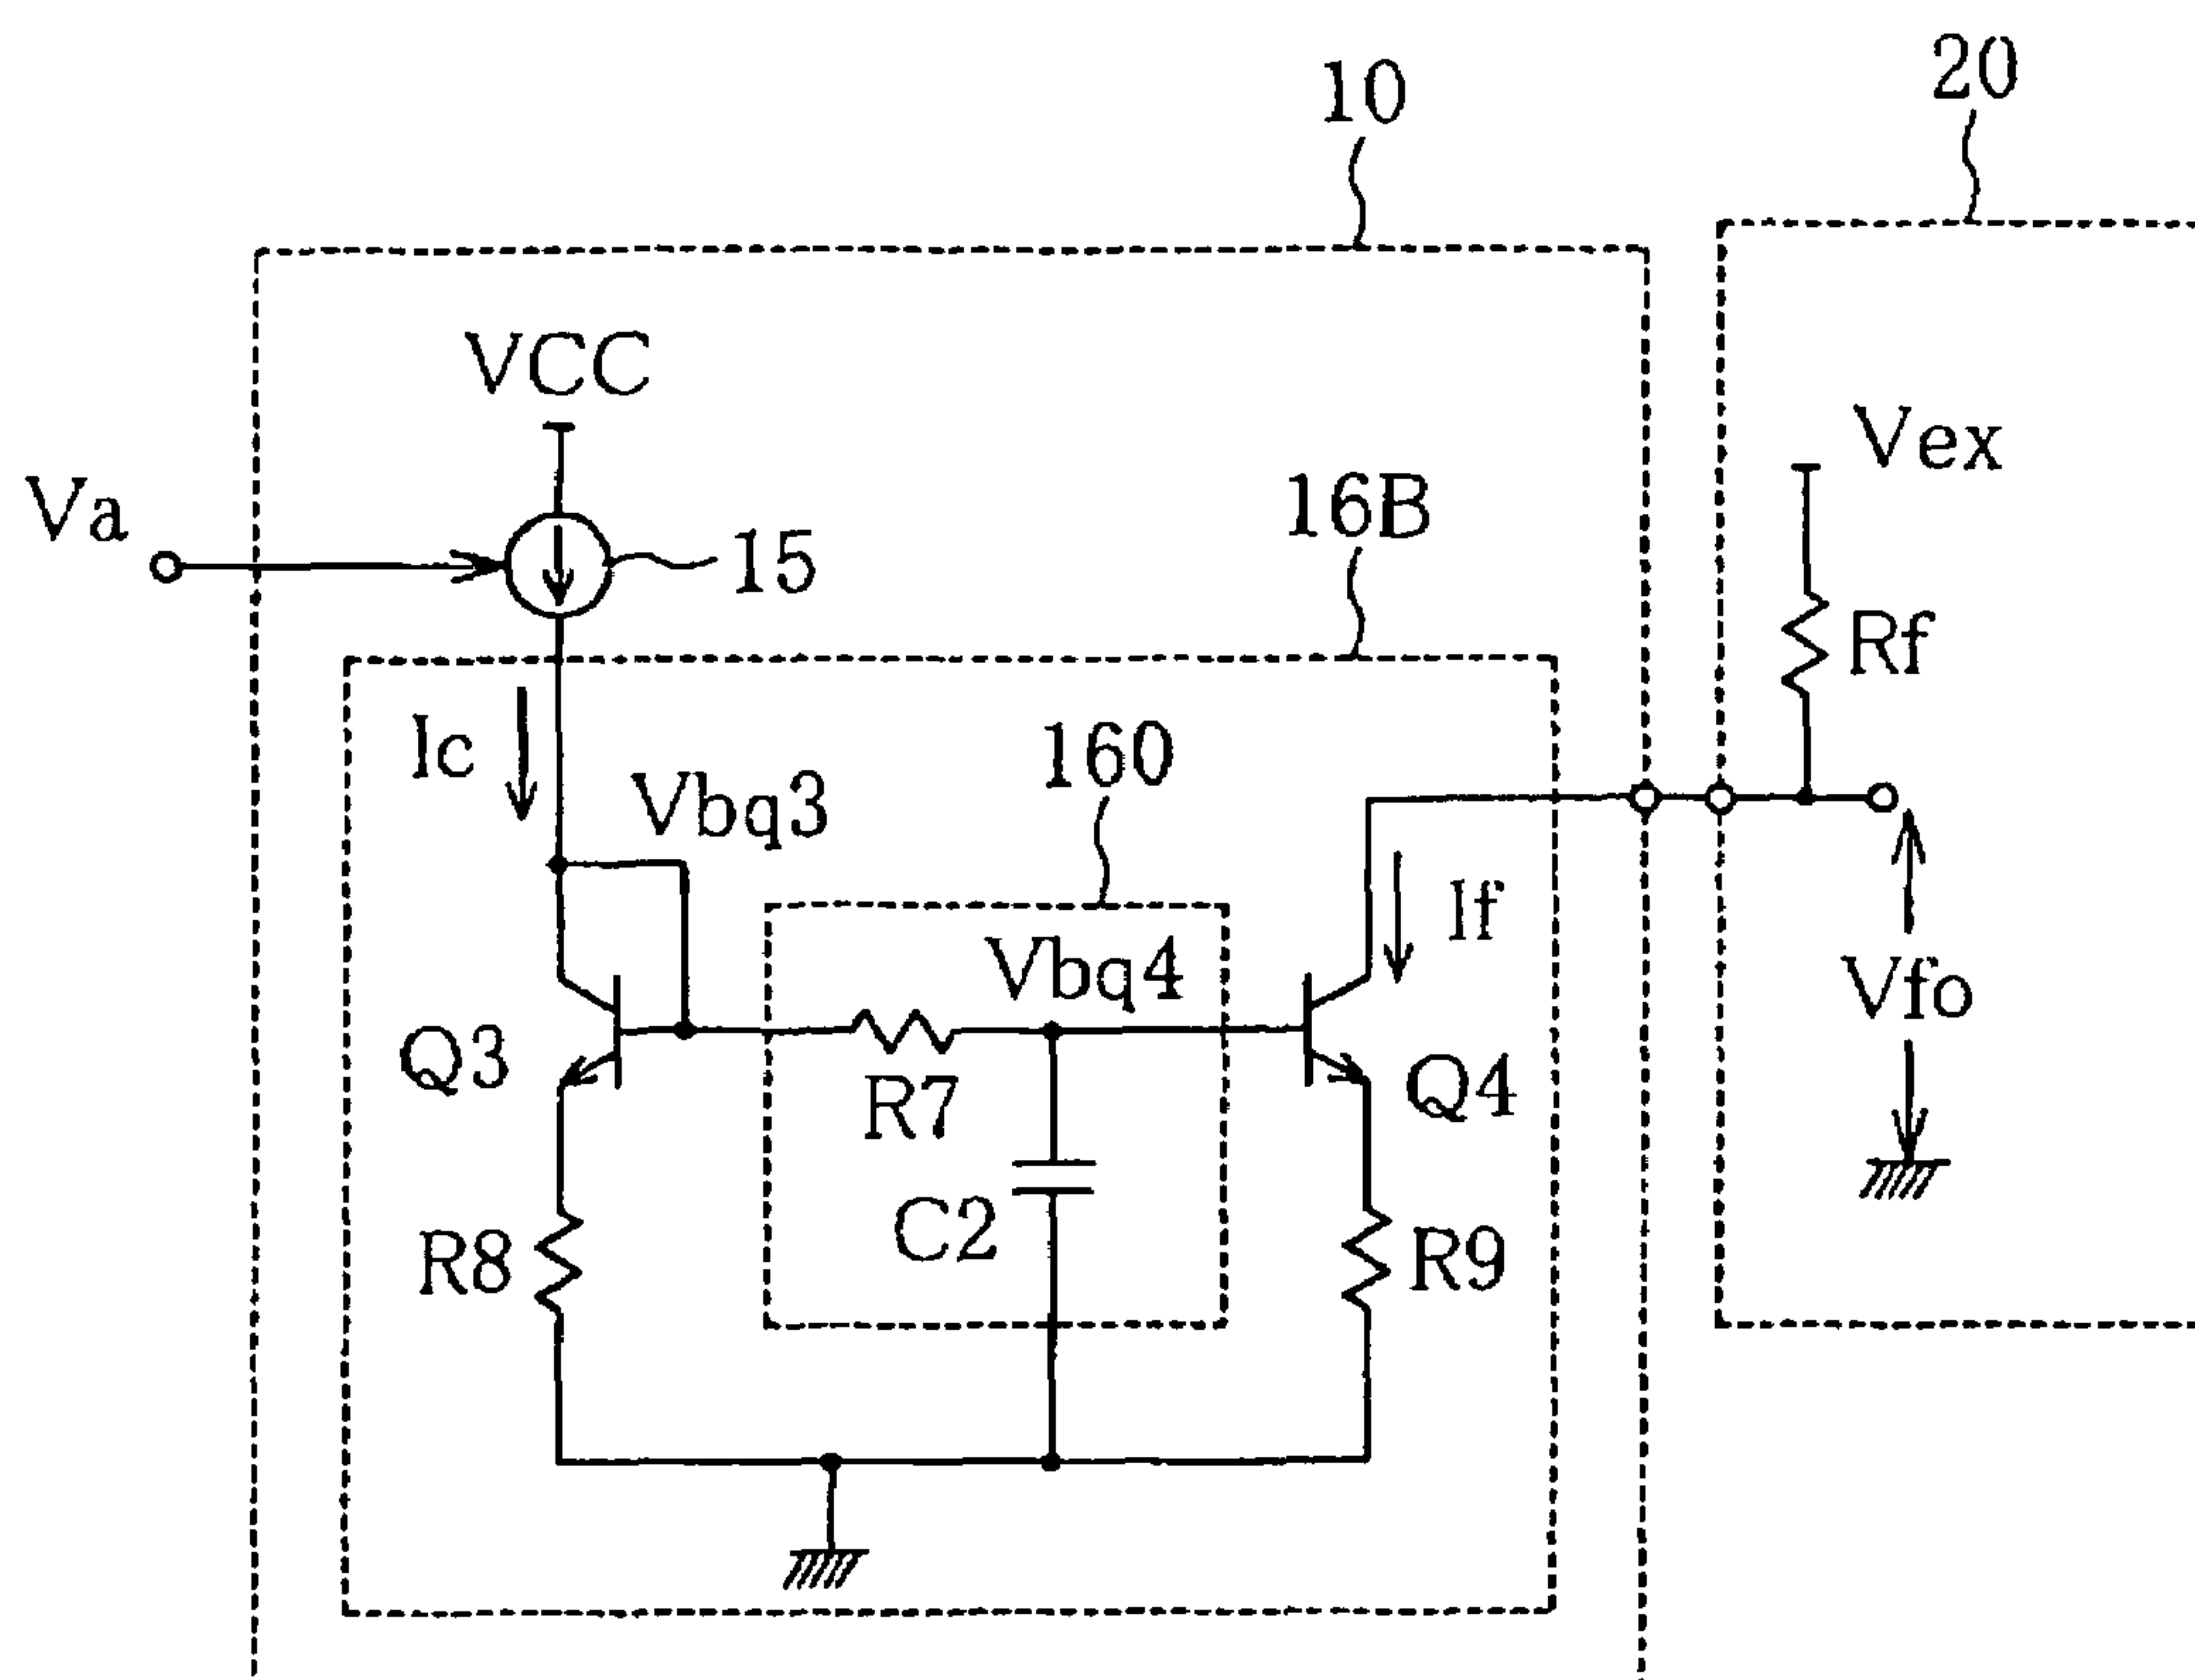 20
10
VCC
Vex
Va
16B
15
Rf
Ic
160
Vbq3
If
Vbq4
Vfo
Q3
Q4
R7
C2
R8
R9